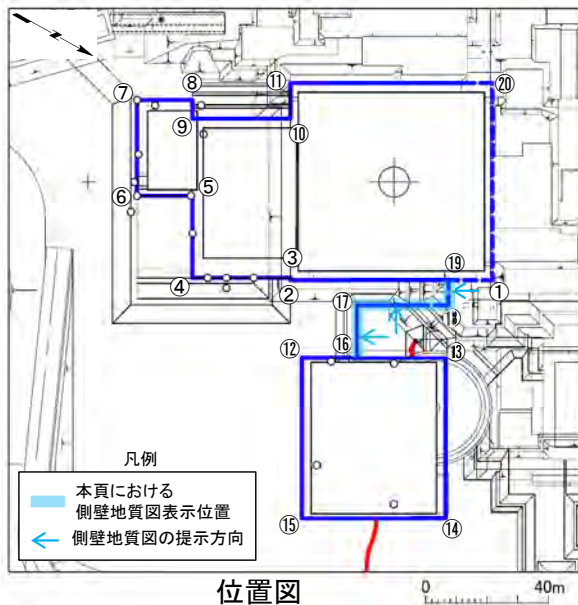 N
⑦
⑧
⑪
⑳
⑨
⑩
⑤
⑥
③
④
②
⑲
①
⑰
⑱
⑯
⑫
⑬
⑮
⑭
凡例
本頁における
側壁地質図表示位置
側壁地質図の提示方向
位置図
0 40m